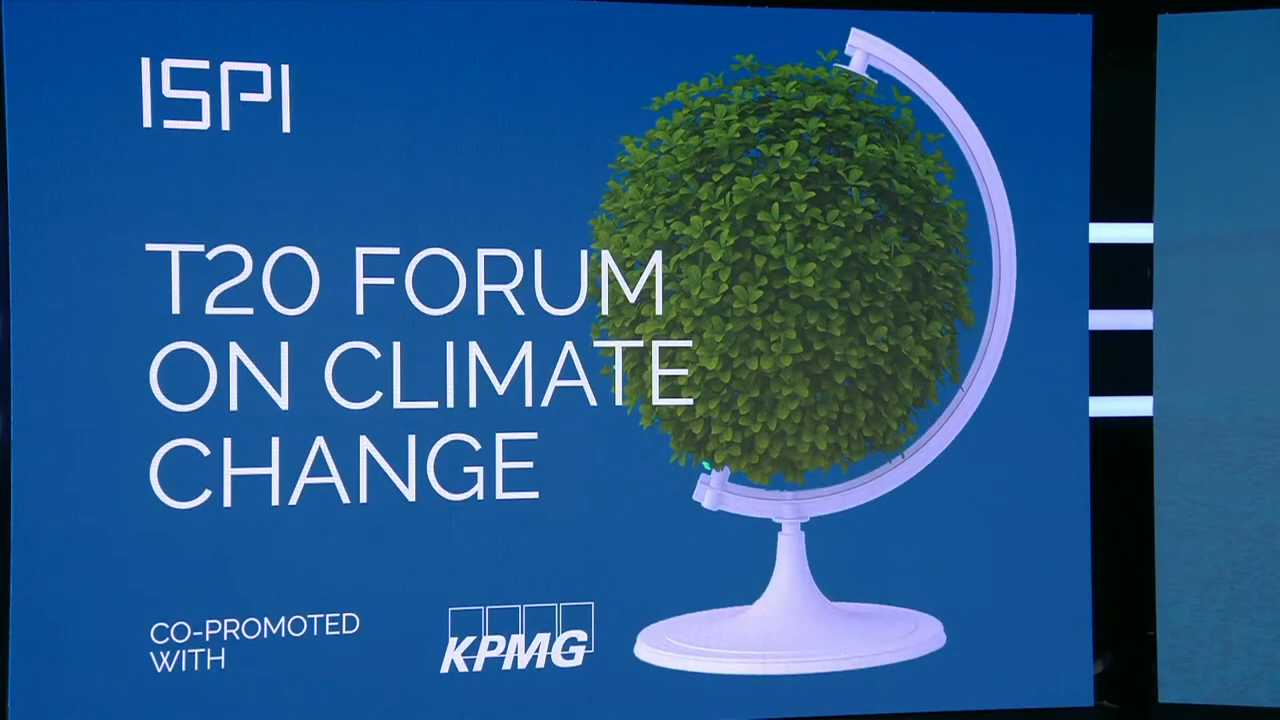 ISPI
T20 FORUM
ON CLIMATE
CHANGE
CO-PROMOTED
WITH
KPMG